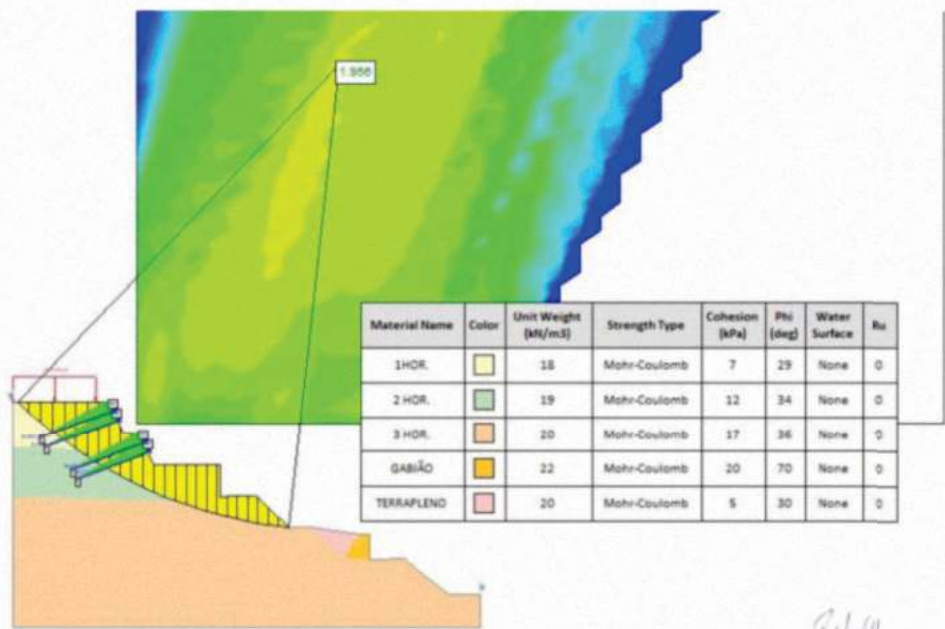 Material Name Color Unit Weight (kN/m3) Strength Type Cohesion (kPa) Phi (deg) Water Surface Ru
1HOR. 18 Mohr-Coulomb 7 29 None 0
2 HOR. 19 Mohr-Coulomb 12 34 None 0
3 HOR. 20 Mohr-Coulomb 17 36 None 0
GABIÃO 22 Mohr-Coulomb 20 70 None 0
TERRAPLENO 20 Mohr-Coulomb 5 30 None 0